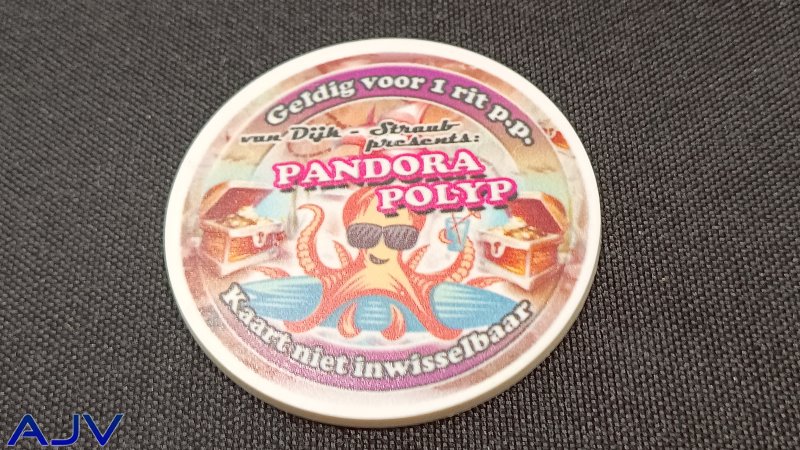 Geldig voor 1 rit p.p.
van Dijk - Straub
presents:
PANDORA
POLYP
Kaart niet inwisselbaar
AJV